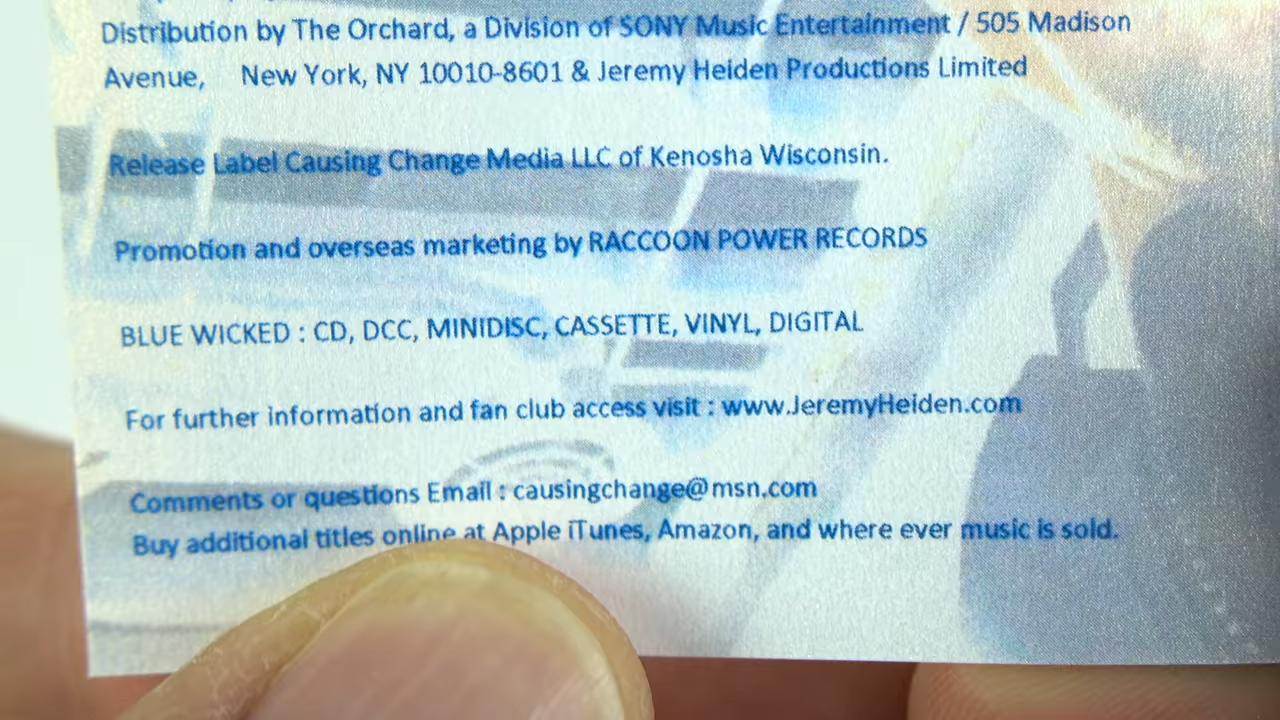 Distribution by The Orchard, a Division of SONY Music Entertainment / 505 Madison
Avenue, New York, NY 10010-8601 & Jeremy Heiden Productions Limited
Release Label Causing Change Media LLC of Kenosha Wisconsin.
Promotion and overseas marketing by RACCOON POWER RECORDS
BLUE WICKED : CD, DCC, MINIDISC, CASSETTE, VINYL, DIGITAL
For further information and fan club access visit : www.JeremyHeiden.com
Comments or questions Email : causingchange@msn.com
Buy additional titles online at Apple iTunes, Amazon, and where ever music is sold.